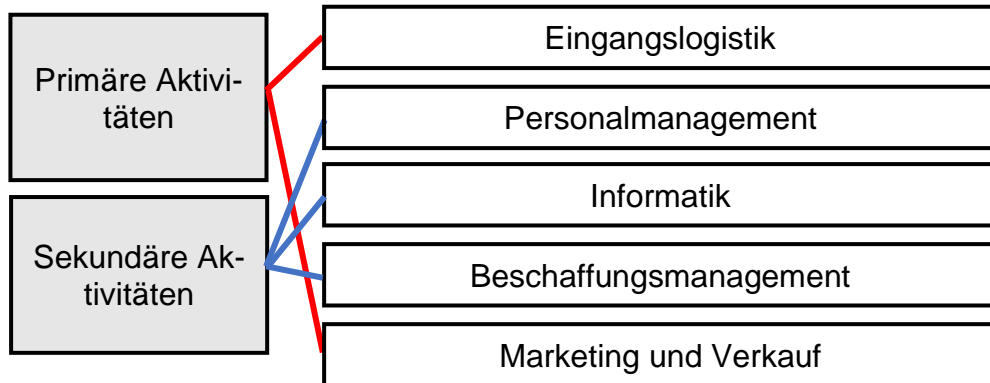 Primäre Aktivi-
täten
Sekundäre Ak-
tivitäten
Eingangslogistik
Personalmanagement
Informatik
Beschaffungsmanagement
Marketing und Verkauf